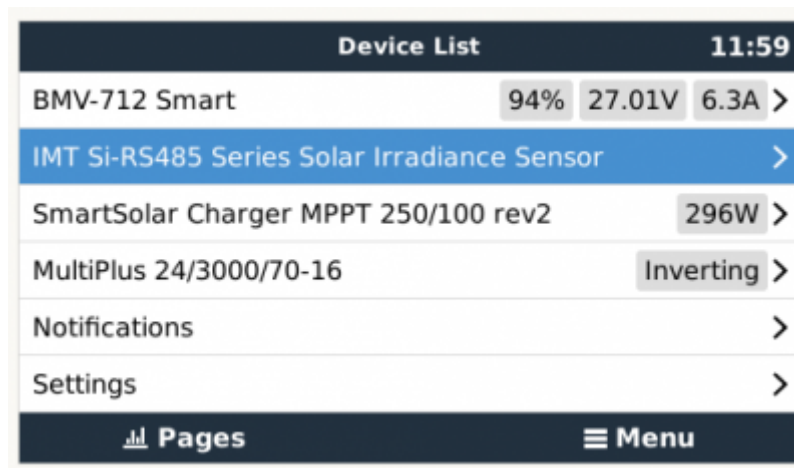 Device List 11:59
BMV-712 Smart 94% 27.01V 6.3A
IMT Si-RS485 Series Solar Irradiance Sensor
SmartSolar Charger MPPT 250/100 rev2 296W
MultiPlus 24/3000/70-16 Inverting
Notifications
Settings
Pages Menu